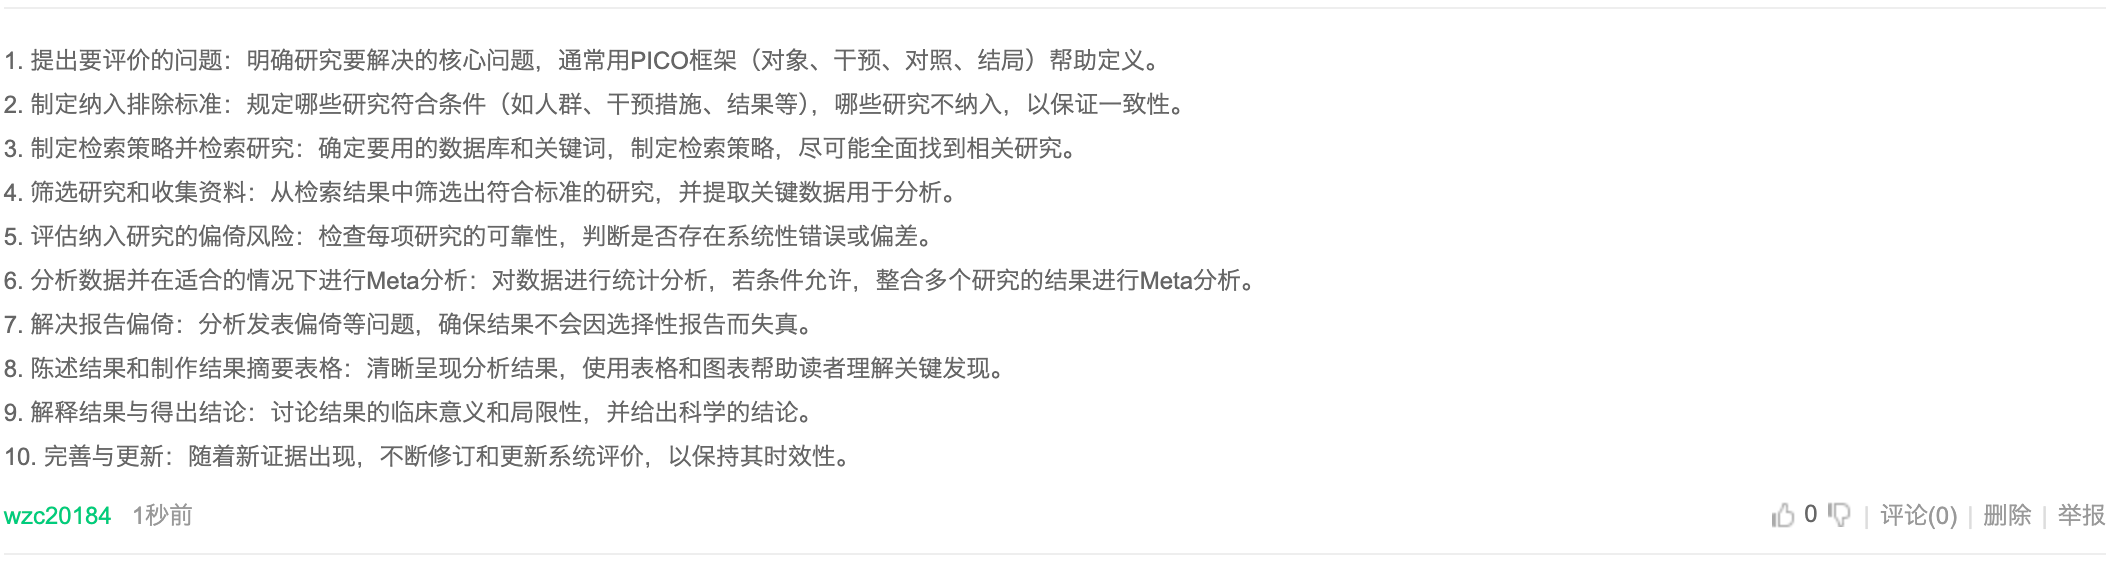 1. 提出要评价的问题：明确研究要解决的核心问题，通常用PICO框架（对象、干预、对照、结局）帮助定义。
2. 制定纳入排除标准：规定哪些研究符合条件（如人群、干预措施、结果等），哪些研究不纳入，以保证一致性。
3. 制定检索策略并检索研究：确定要用的数据库和关键词，制定检索策略，尽可能全面找到相关研究。
4. 筛选研究和收集资料：从检索结果中筛选出符合标准的研究，并提取关键数据用于分析。
5. 评估纳入研究的偏倚风险：检查每项研究的可靠性，判断是否存在系统性错误或偏差。
6. 分析数据并在适合的情况下进行Meta分析：对数据进行统计分析，若条件允许，整合多个研究的结果进行Meta分析。
7. 解决报告偏倚：分析发表偏倚等问题，确保结果不会因选择性报告而失真。
8. 陈述结果和制作结果摘要表格：清晰呈现分析结果，使用表格和图表帮助读者理解关键发现。
9. 解释结果与得出结论：讨论结果的临床意义和局限性，并给出科学的结论。
10. 完善与更新：随着新证据出现，不断修订和更新系统评价，以保持其时效性。
wzc20184 1秒前 0 | 评论(0) | 删除 | 举报